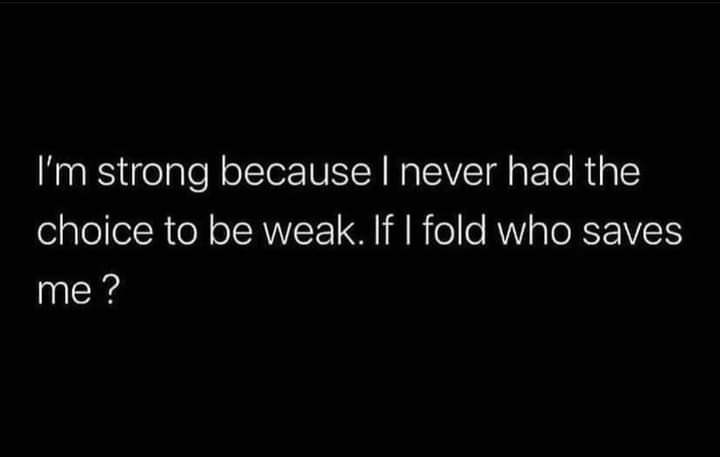 I'm strong because I never had the
choice to be weak. If I fold who saves
me ?